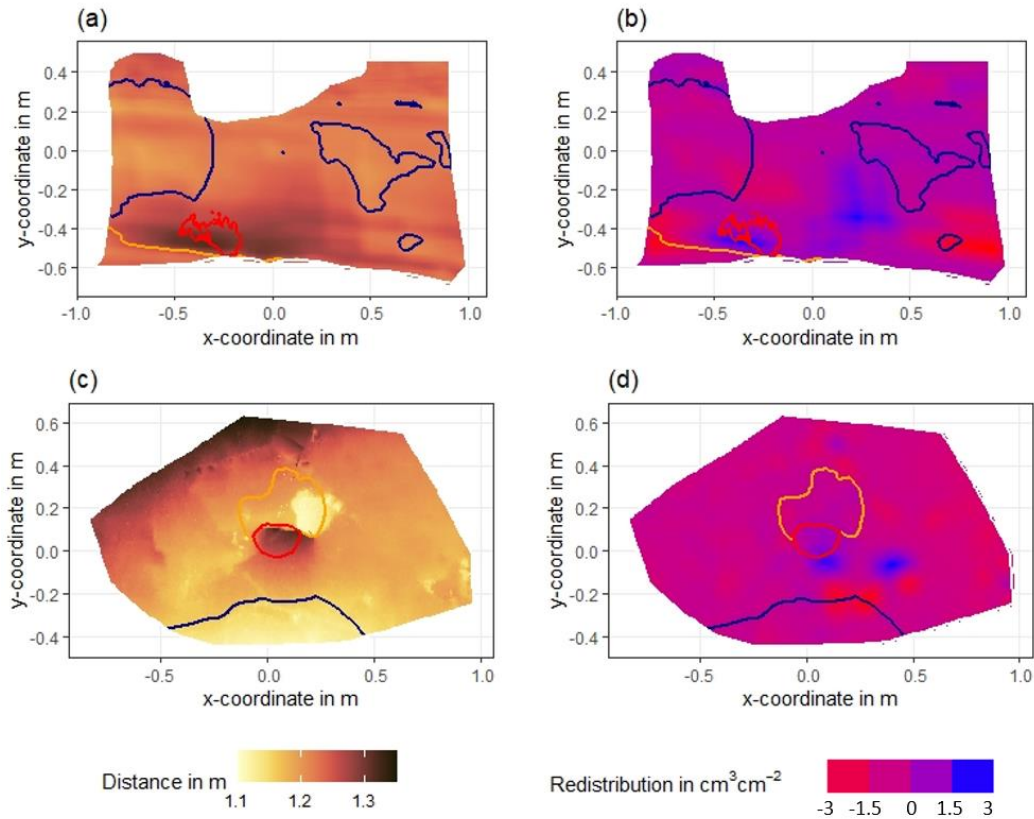 (a)
(b)
y-coordinate in m
0.4
0.2
0.0
-0.2
-0.4
-0.6
-1.0 -0.5 0.0 0.5 1.0
x-coordinate in m
y-coordinate in m
0.4
0.2
0.0
-0.2
-0.4
-0.6
-1.0 -0.5 0.0 0.5 1.0
x-coordinate in m
(c)
(d)
y-coordinate in m
0.6
0.4
0.2
0.0
-0.2
-0.4
-0.5 0.0 0.5 1.0
x-coordinate in m
y-coordinate in m
0.6
0.4
0.2
0.0
-0.2
-0.4
-0.5 0.0 0.5 1.0
x-coordinate in m
Distance in m
1.1 1.2 1.3
Redistribution in cm³cm⁻²
-3 -1.5 0 1.5 3